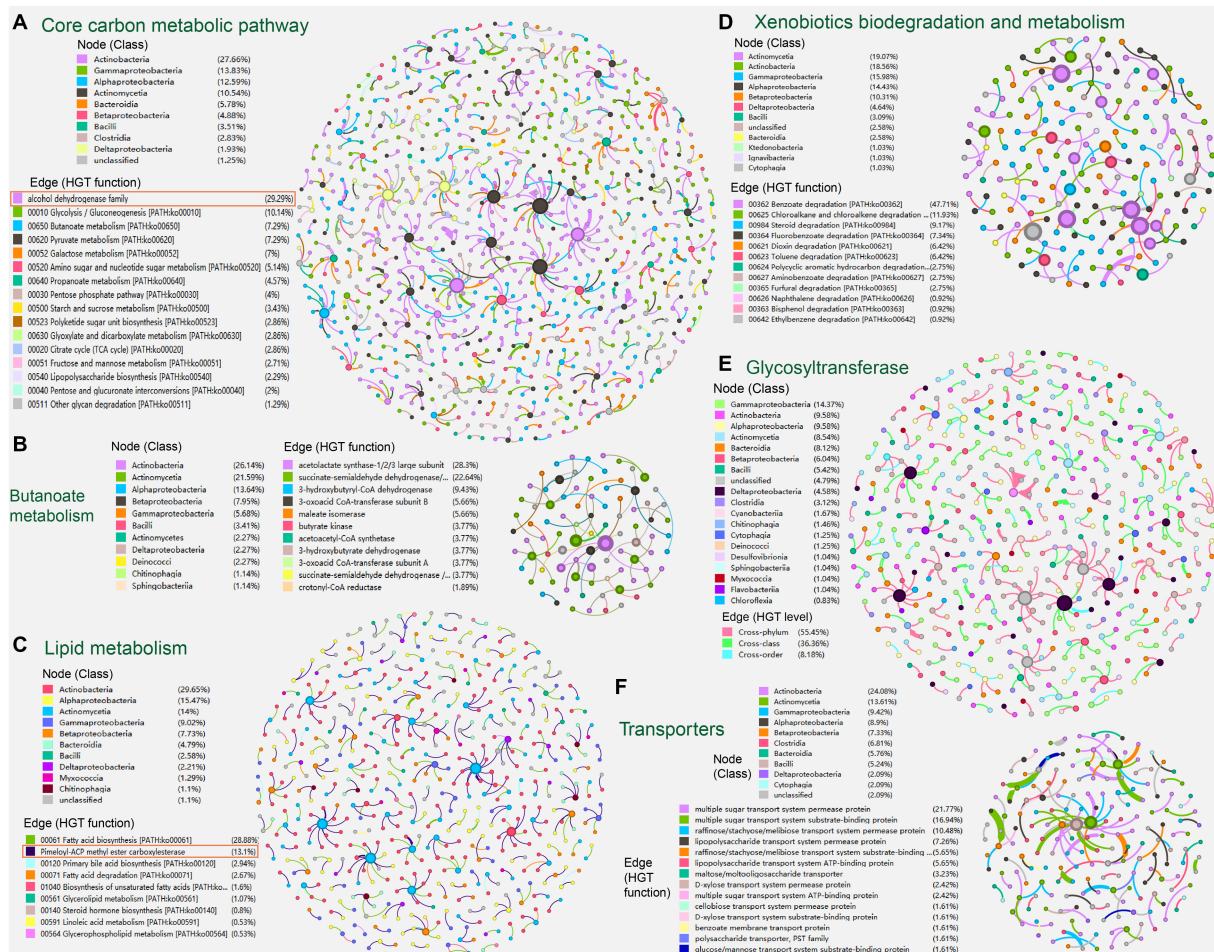 A Core carbon metabolic pathway
Node (Class)
Actinobacteria (27.66%)
Gammaproteobacteria (13.83%)
Alphaproteobacteria (12.59%)
Actinomycetia (10.54%)
Bacteroidia (5.78%)
Betaproteobacteria (4.88%)
Bacilli (3.51%)
Clostridia (2.83%)
Deltaproteobacteria (1.93%)
unclassified (1.25%)
Edge (HGT function)
alcohol dehydrogenase family (29.29%)
00010 Glycolysis / Gluconeogenesis [PATH:ko00010] (10.14%)
00650 Butanoate metabolism [PATH:ko00650] (7.29%)
00620 Pyruvate metabolism [PATH:ko00620] (7.29%)
00052 Galactose metabolism [PATH:ko00052] (7%)
00520 Amino sugar and nucleotide sugar metabolism [PATH:ko00520] (5.14%)
00640 Propanoate metabolism [PATH:ko00640] (4.57%)
00030 Pentose phosphate pathway [PATH:ko00030] (4%)
00500 Starch and sucrose metabolism [PATH:ko00500] (3.43%)
00523 Polyketide sugar unit biosynthesis [PATH:ko00523] (2.86%)
00630 Glyoxylate and dicarboxylate metabolism [PATH:ko00630] (2.86%)
00020 Citrate cycle (TCA cycle) [PATH:ko00020] (2.86%)
00051 Fructose and mannose metabolism [PATH:ko00051] (2.71%)
00540 Lipopolysaccharide biosynthesis [PATH:ko00540] (2.29%)
00040 Pentose and glucuronate interconversions [PATH:ko00040] (2%)
00511 Other glycan degradation [PATH:ko00511] (1.29%)
B
Butanoate
metabolism
Node (Class)
Actinobacteria (26.14%)
Actinomycetia (21.59%)
Alphaproteobacteria (13.64%)
Betaproteobacteria (7.95%)
Gammaproteobacteria (5.68%)
Bacilli (3.41%)
Actinomycetes (2.27%)
Deltaproteobacteria (2.27%)
Deinococci (2.27%)
Chitinophagia (1.14%)
Sphingobacteriia (1.14%)
Edge (HGT function)
acetolactate synthase-1/2/3 large subunit (28.3%)
succinate-semialdehyde dehydrogenase/... (22.64%)
3-hydroxybutyryl-CoA dehydrogenase (9.43%)
3-oxoacid CoA-transferase subunit B (5.66%)
maleate isomerase (5.66%)
butyrate kinase (3.77%)
acetoacetyl-CoA synthetase (3.77%)
3-hydroxybutyrate dehydrogenase (3.77%)
3-oxoacid CoA-transferase subunit A (3.77%)
succinate-semialdehyde dehydrogenase /... (3.77%)
crotonyl-CoA reductase (1.89%)
C Lipid metabolism
Node (Class)
Actinobacteria (29.65%)
Alphaproteobacteria (15.47%)
Actinomycetia (14%)
Gammaproteobacteria (9.02%)
Betaproteobacteria (7.73%)
Bacteroidia (4.79%)
Bacilli (2.58%)
Deltaproteobacteria (2.21%)
Myxococcia (1.29%)
Chitinophagia (1.1%)
unclassified (1.1%)
Edge (HGT function)
00061 Fatty acid biosynthesis [PATH:ko00061] (28.88%)
Pimeloyl-ACP methyl ester carboxylesterase (13.1%)
00120 Primary bile acid biosynthesis [PATH:ko00120] (2.94%)
00071 Fatty acid degradation [PATH:ko00071] (2.67%)
01040 Biosynthesis of unsaturated fatty acids [PATH:ko... (1.6%)
00561 Glycerolipid metabolism [PATH:ko00561] (1.07%)
00140 Steroid hormone biosynthesis [PATH:ko00140] (0.8%)
00591 Linoleic acid metabolism [PATH:ko00591] (0.53%)
00564 Glycerophospholipid metabolism [PATH:ko00564] (0.53%)
D Xenobiotics biodegradation and metabolism
Node (Class)
Actinomycetia (19.07%)
Actinobacteria (18.56%)
Gammaproteobacteria (15.98%)
Alphaproteobacteria (14.43%)
Betaproteobacteria (10.31%)
Deltaproteobacteria (4.64%)
Bacilli (3.09%)
unclassified (2.58%)
Bacteroidia (2.58%)
Ktedonobacteria (1.03%)
Ignavibacteria (1.03%)
Cytophagia (1.03%)
Edge (HGT function)
00362 Benzoate degradation [PATH:ko00362] (47.71%)
00625 Chloroalkane and chloroalkene degradation ... (11.93%)
00984 Steroid degradation [PATH:ko00984] (9.17%)
00364 Fluorobenzoate degradation [PATH:ko00364] (7.34%)
00621 Dioxin degradation [PATH:ko00621] (6.42%)
00623 Toluene degradation [PATH:ko00623] (6.42%)
00624 Polycyclic aromatic hydrocarbon degradation... (2.75%)
00627 Aminobenzoate degradation [PATH:ko00627] (2.75%)
00365 Furfural degradation [PATH:ko00365] (2.75%)
00626 Naphthalene degradation [PATH:ko00626] (0.92%)
00363 Bisphenol degradation [PATH:ko00363] (0.92%)
00642 Ethylbenzene degradation [PATH:ko00642] (0.92%)
E Glycosyltransferase
Node (Class)
Gammaproteobacteria (14.37%)
Actinobacteria (9.58%)
Alphaproteobacteria (9.58%)
Actinomycetia (8.54%)
Bacteroidia (8.12%)
Betaproteobacteria (6.04%)
Bacilli (5.42%)
unclassified (4.79%)
Deltaproteobacteria (4.58%)
Clostridia (3.12%)
Cyanobacteriia (1.67%)
Chitinophagia (1.46%)
Cytophagia (1.25%)
Deinococci (1.25%)
Desulfovibrionia (1.04%)
Sphingobacteriia (1.04%)
Myxococcia (1.04%)
Flavobacteriia (1.04%)
Chloroflexia (0.83%)
Edge (HGT level)
Cross-phylum (55.45%)
Cross-class (36.36%)
Cross-order (8.18%)
F
Transporters
Node
(Class)
Actinobacteria (24.08%)
Actinomycetia (13.61%)
Gammaproteobacteria (9.42%)
Alphaproteobacteria (8.9%)
Betaproteobacteria (7.33%)
Clostridia (6.81%)
Bacteroidia (5.76%)
Bacilli (5.24%)
Deltaproteobacteria (2.09%)
Cytophagia (2.09%)
unclassified (2.09%)
Edge (HGT
function)
multiple sugar transport system permease protein (21.77%)
multiple sugar transport system substrate-binding protein (16.94%)
raffinose/stachyose/melibiose transport system permease protein (10.48%)
lipopolysaccharide transport system permease protein (7.26%)
raffinose/stachyose/melibiose transport system substrate-binding ... (5.65%)
lipopolysaccharide transport system ATP-binding protein (5.65%)
maltose/moltooligosaccharide transporter (3.23%)
D-xylose transport system permease protein (2.42%)
multiple sugar transport system ATP-binding protein (2.42%)
cellobiose transport system permease protein (1.61%)
D-xylose transport system substrate-binding protein (1.61%)
benzoate membrane transport protein (1.61%)
polysaccharide transporter, PST family (1.61%)
glucose/mannose transport system substrate-binding protein (1.61%)